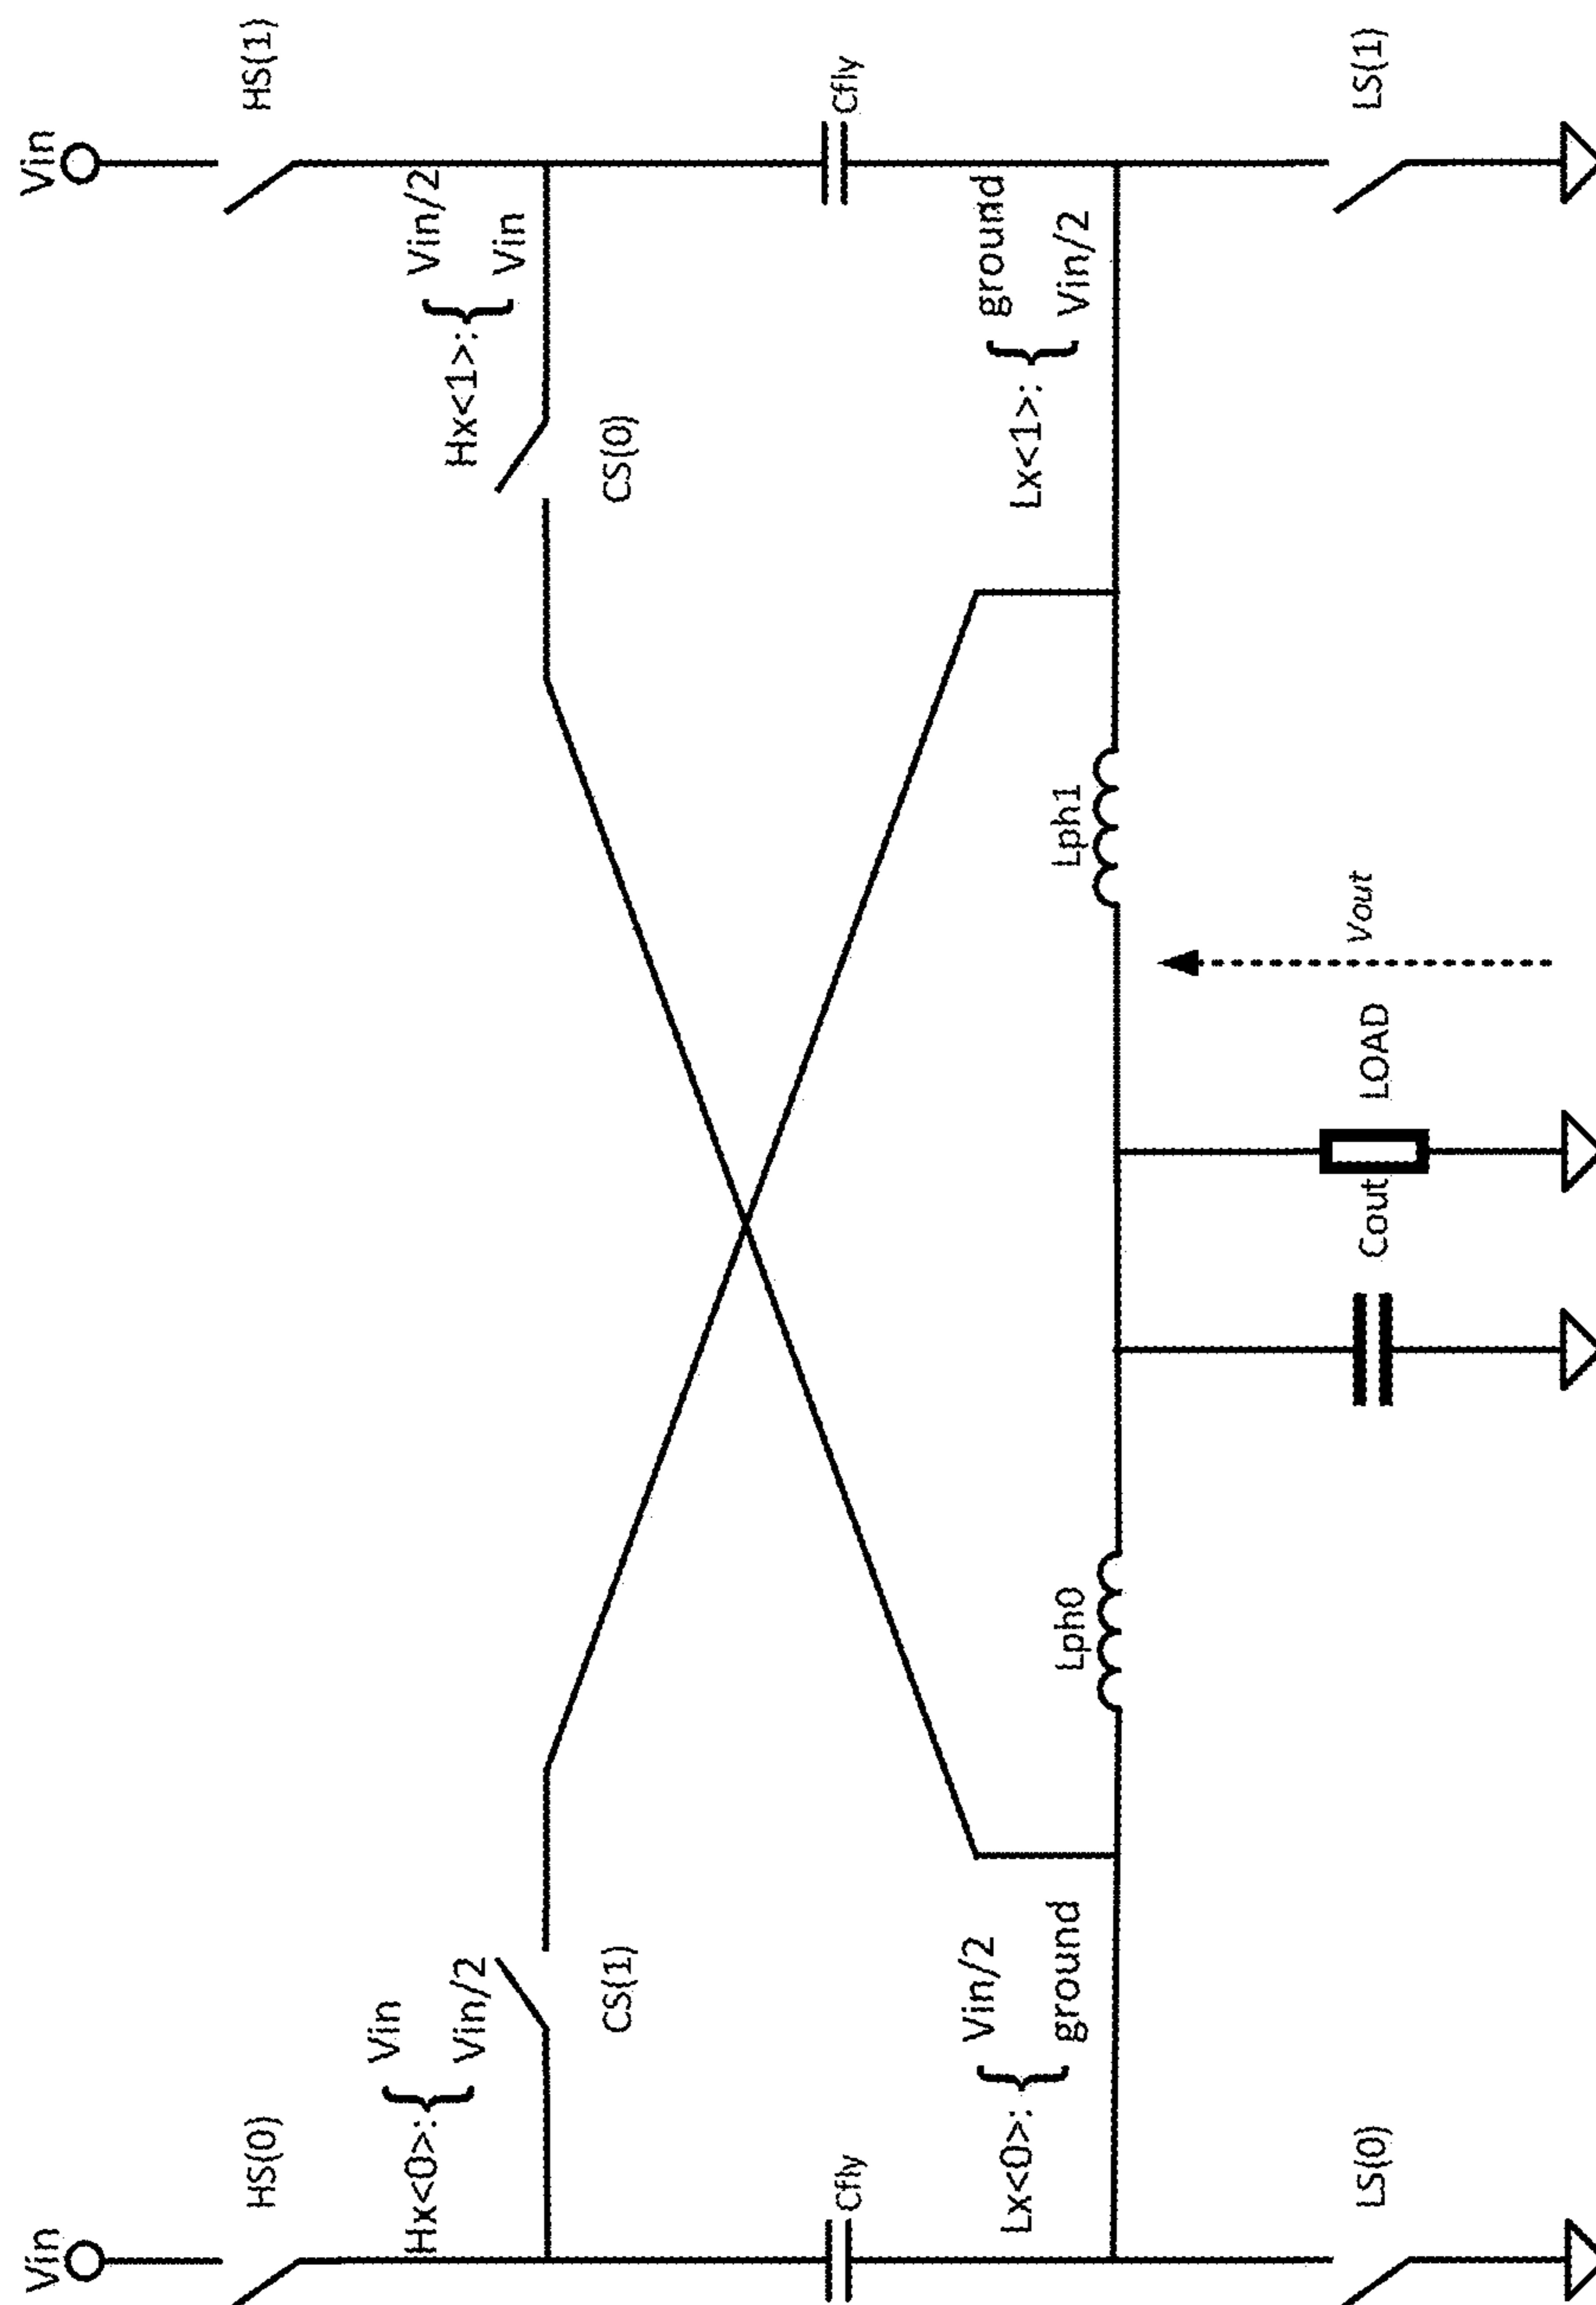 Vin
Vin
HS(0)
HS(1)
Hx<0>: { Vin
Vin/2
Hx<1>: { Vin/2
Vin
CS(1)
CS(0)
Cfly
Cfly
Lx<0>: { Vin/2
ground
Lx<1>: { ground
Vin/2
Lph0
Lph1
LS(0)
Cout
LOAD
Vout
LS(1)